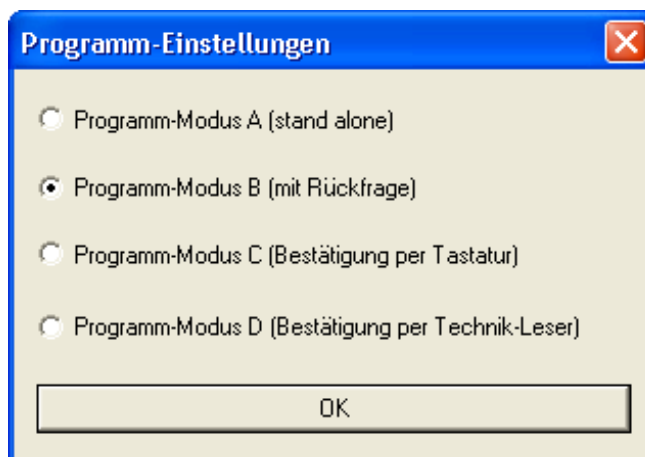 Programm-Einstellungen
Programm-Modus A (stand alone)
Programm-Modus B (mit Rückfrage)
Programm-Modus C (Bestätigung per Tastatur)
Programm-Modus D (Bestätigung per Technik-Leser)
OK